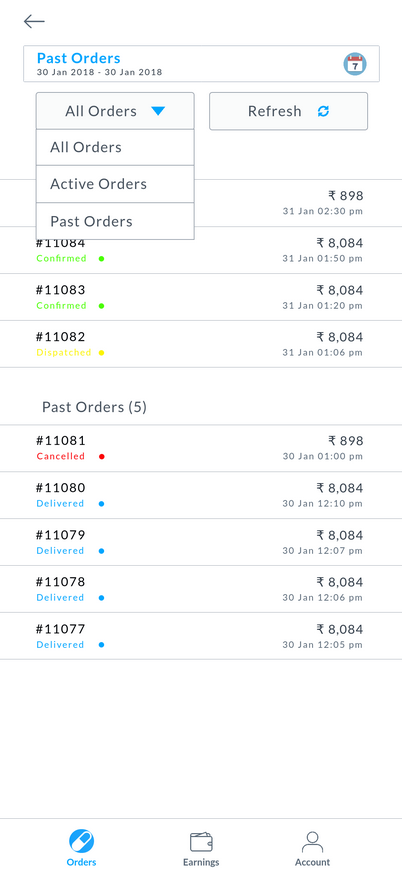 Past Orders
30 Jan 2018 - 30 Jan 2018
7
All Orders
Refresh
All Orders
Active Orders
Past Orders
₹ 898
31 Jan 02:30 pm
#11084
₹ 8,084
Confirmed
31 Jan 01:50 pm
#11083
₹ 8,084
Confirmed
31 Jan 01:20 pm
#11082
₹ 8,084
Dispatched
31 Jan 01:06 pm
Past Orders (5)
#11081
₹ 898
Cancelled
30 Jan 01:00 pm
#11080
₹ 8,084
Delivered
30 Jan 12:10 pm
#11079
₹ 8,084
Delivered
30 Jan 12:07 pm
#11078
₹ 8,084
Delivered
30 Jan 12:06 pm
#11077
₹ 8,084
Delivered
30 Jan 12:05 pm
Orders
Earnings
Account